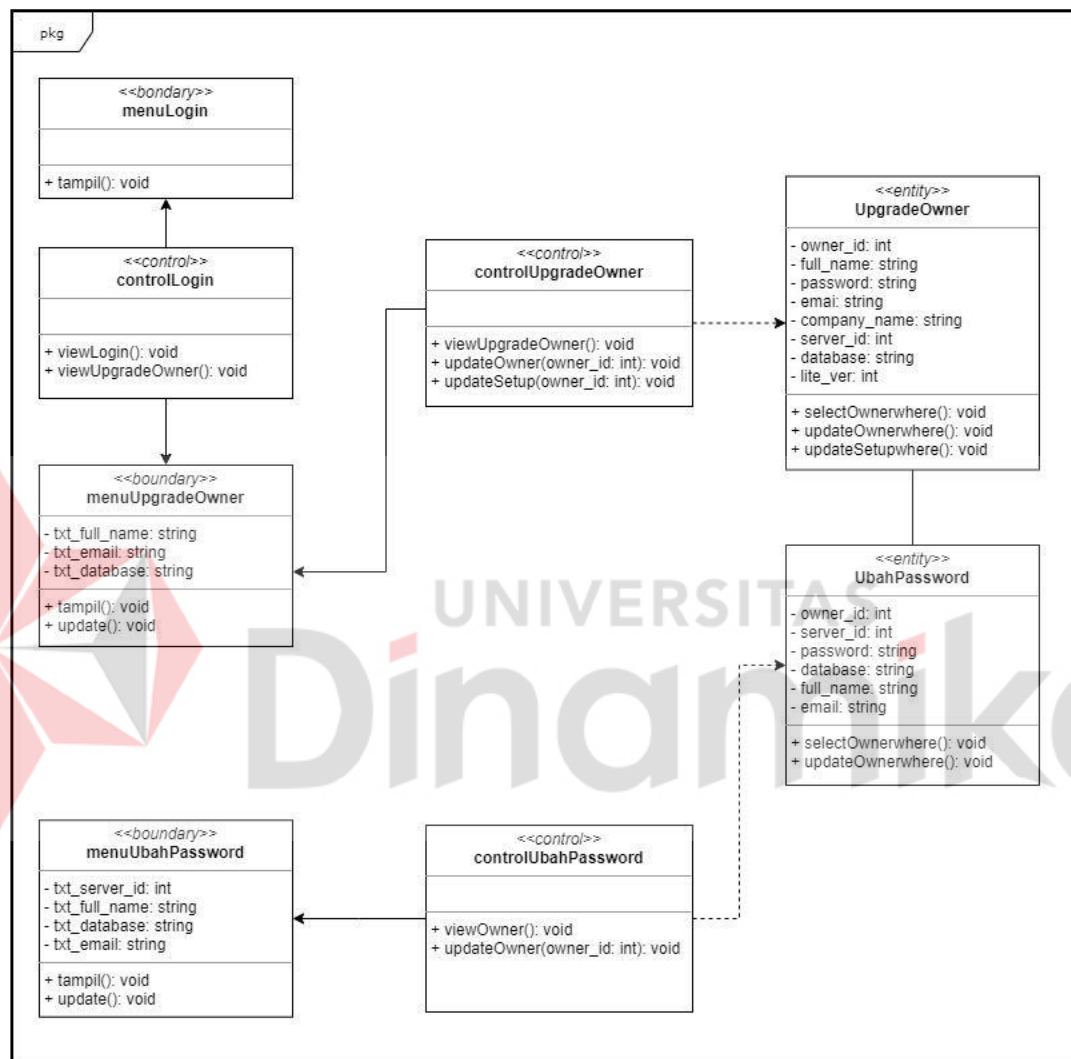 pkg
<<bondary>>
menuLogin
+ tampil(): void
<<control>>
controlLogin
+ viewLogin(): void
+ viewUpgradeOwner(): void
<<boundary>>
menuUpgradeOwner
- txt_full_name: string
- txt_email: string
- txt_database: string
+ tampil(): void
+ update(): void
<<control>>
controlUpgradeOwner
+ viewUpgradeOwner(): void
+ updateOwner(owner_id: int): void
+ updateSetup(owner_id: int): void
<<entity>>
UpgradeOwner
- owner_id: int
- full_name: string
- password: string
- emai: string
- company_name: string
- server_id: int
- database: string
- lite_ver: int
+ selectOwnerwhere(): void
+ updateOwnerwhere(): void
+ updateSetupwhere(): void
<<entity>>
UbahPassword
- owner_id: int
- server_id: int
- password: string
- database: string
- full_name: string
- email: string
+ selectOwnerwhere(): void
+ updateOwnerwhere(): void
UNIVERSITAS
Dinamika
<<boundary>>
menuUbahPassword
- txt_server_id: int
- txt_full_name: string
- txt_database: string
- txt_email: string
+ tampil(): void
+ update(): void
<<control>>
controlUbahPassword
+ viewOwner(): void
+ updateOwner(owner_id: int): void